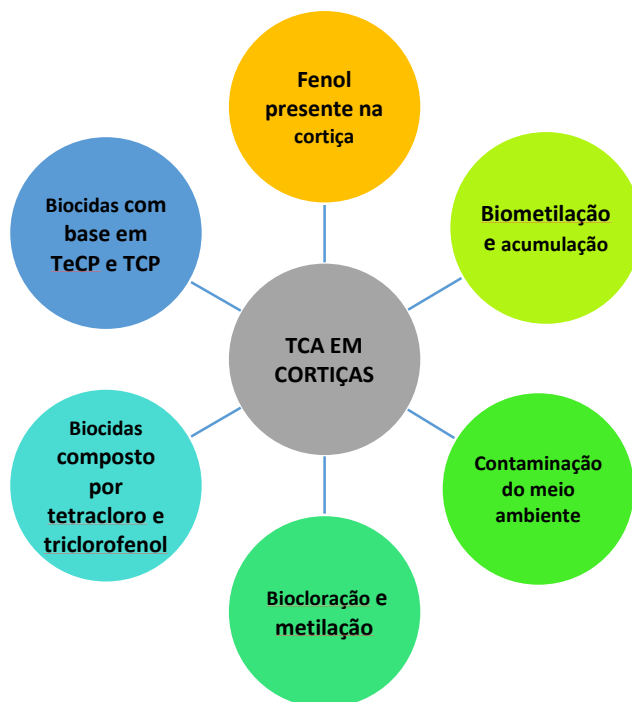 Fenol
presente na
cortiça
Biometilação
e acumulação
Contaminação
do meio
ambiente
Biocloração e
metilação
Biocidas
composto
por
tetracloro e
triclorofenol
Biocidas com
base em
TeCP e TCP
TCA EM
CORTIÇAS